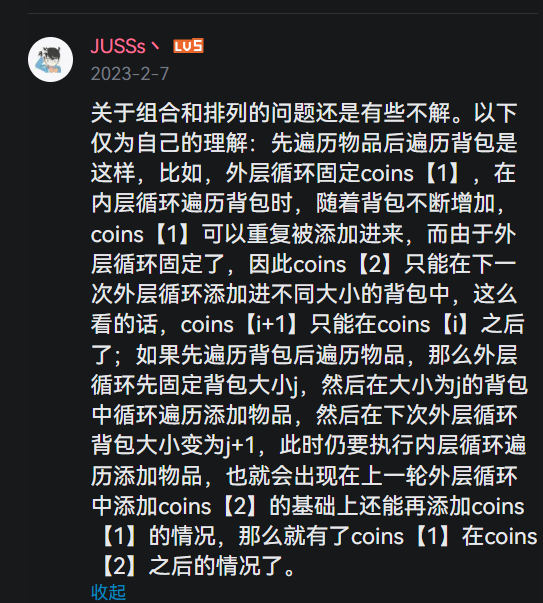 JUSSs丶 LV5
2023-2-7
关于组合和排列的问题还是有些不解。以下
仅为自己的理解：先遍历物品后遍历背包是
这样，比如，外层循环固定coins【1】，在
内层循环遍历背包时，随着背包不断增加，
coins【1】可以重复被添加进来，而由于外
层循环固定了，因此coins【2】只能在下一
次外层循环添加进不同大小的背包中，这么
看的话，coins【i+1】只能在coins【i】之后
了；如果先遍历背包后遍历物品，那么外层
循环先固定背包大小j，然后在大小为j的背包
中循环遍历添加物品，然后在下次外层循环
背包大小变为j+1，此时仍要执行内层循环遍
历添加物品，也就会出现在上一轮外层循环
中添加coins【2】的基础上还能再添加coins
【1】的情况，那么就有了coins【1】在coins
【2】之后的情况了。
收起